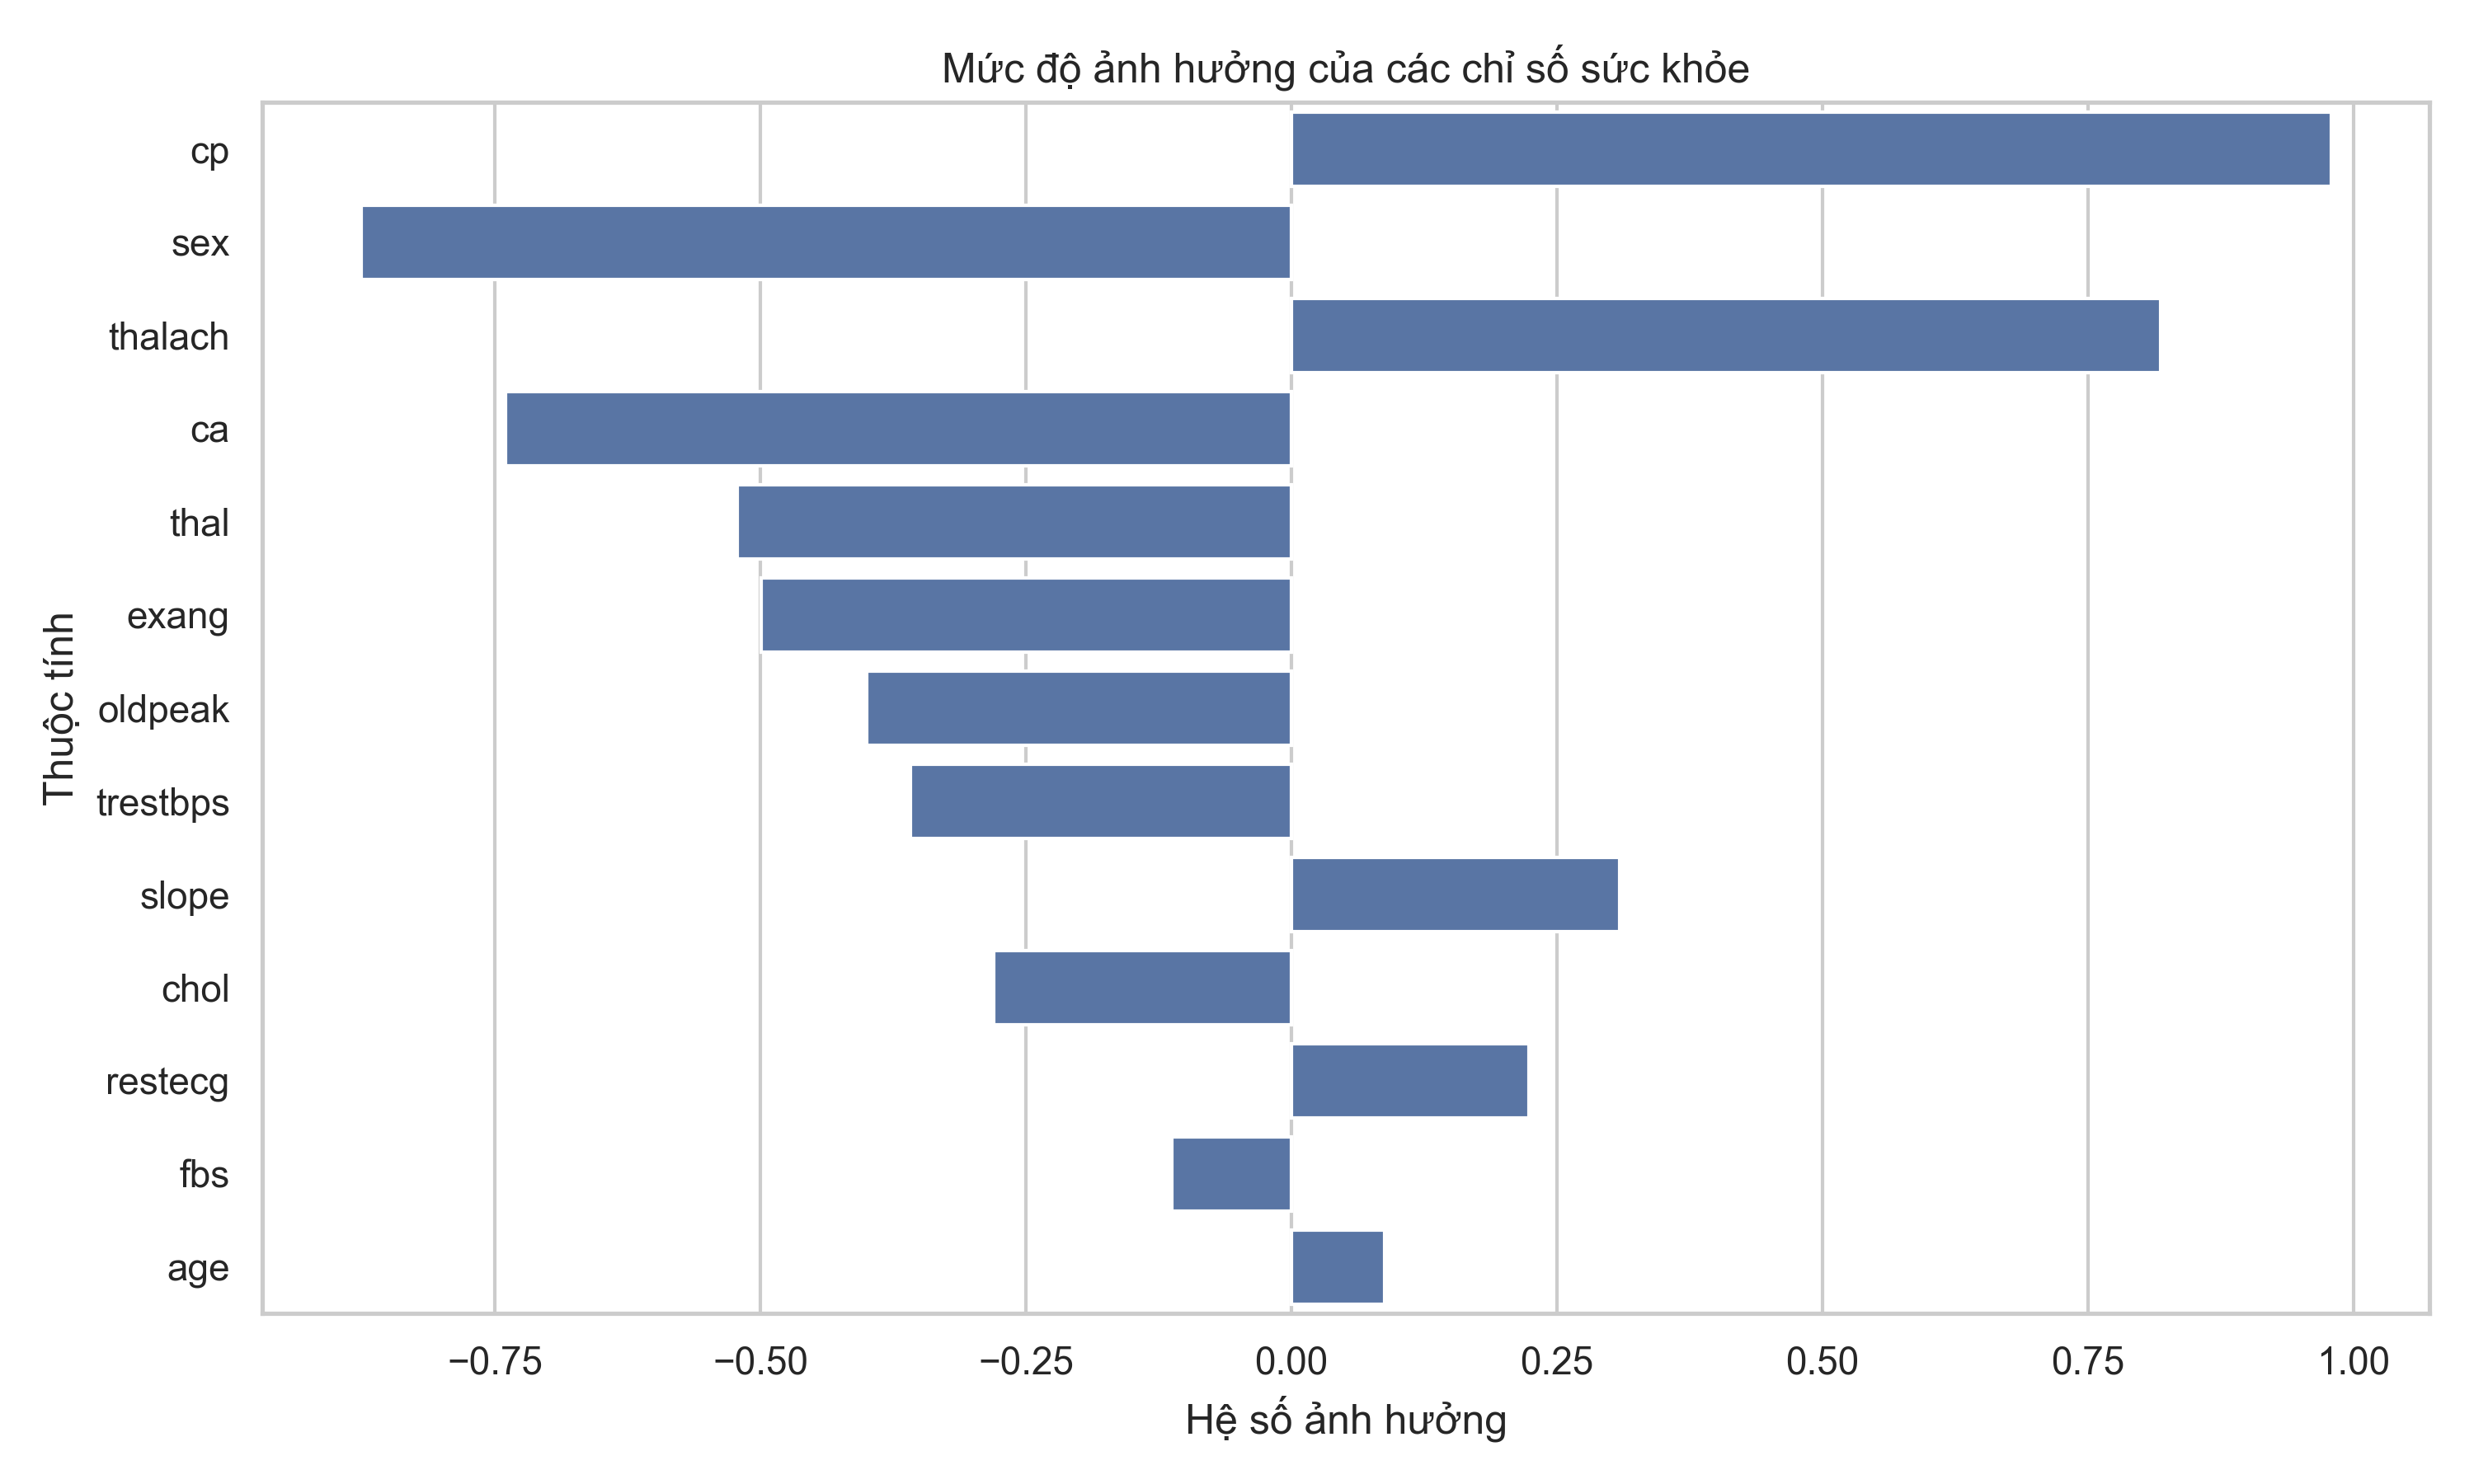 Mức độ ảnh hưởng của các chỉ số sức khỏe
Thuộc tính
cp
sex
thalach
ca
thal
exang
oldpeak
trestbps
slope
chol
restecg
fbs
age
−0.75 −0.50 −0.25 0.00 0.25 0.50 0.75 1.00
Hệ số ảnh hưởng